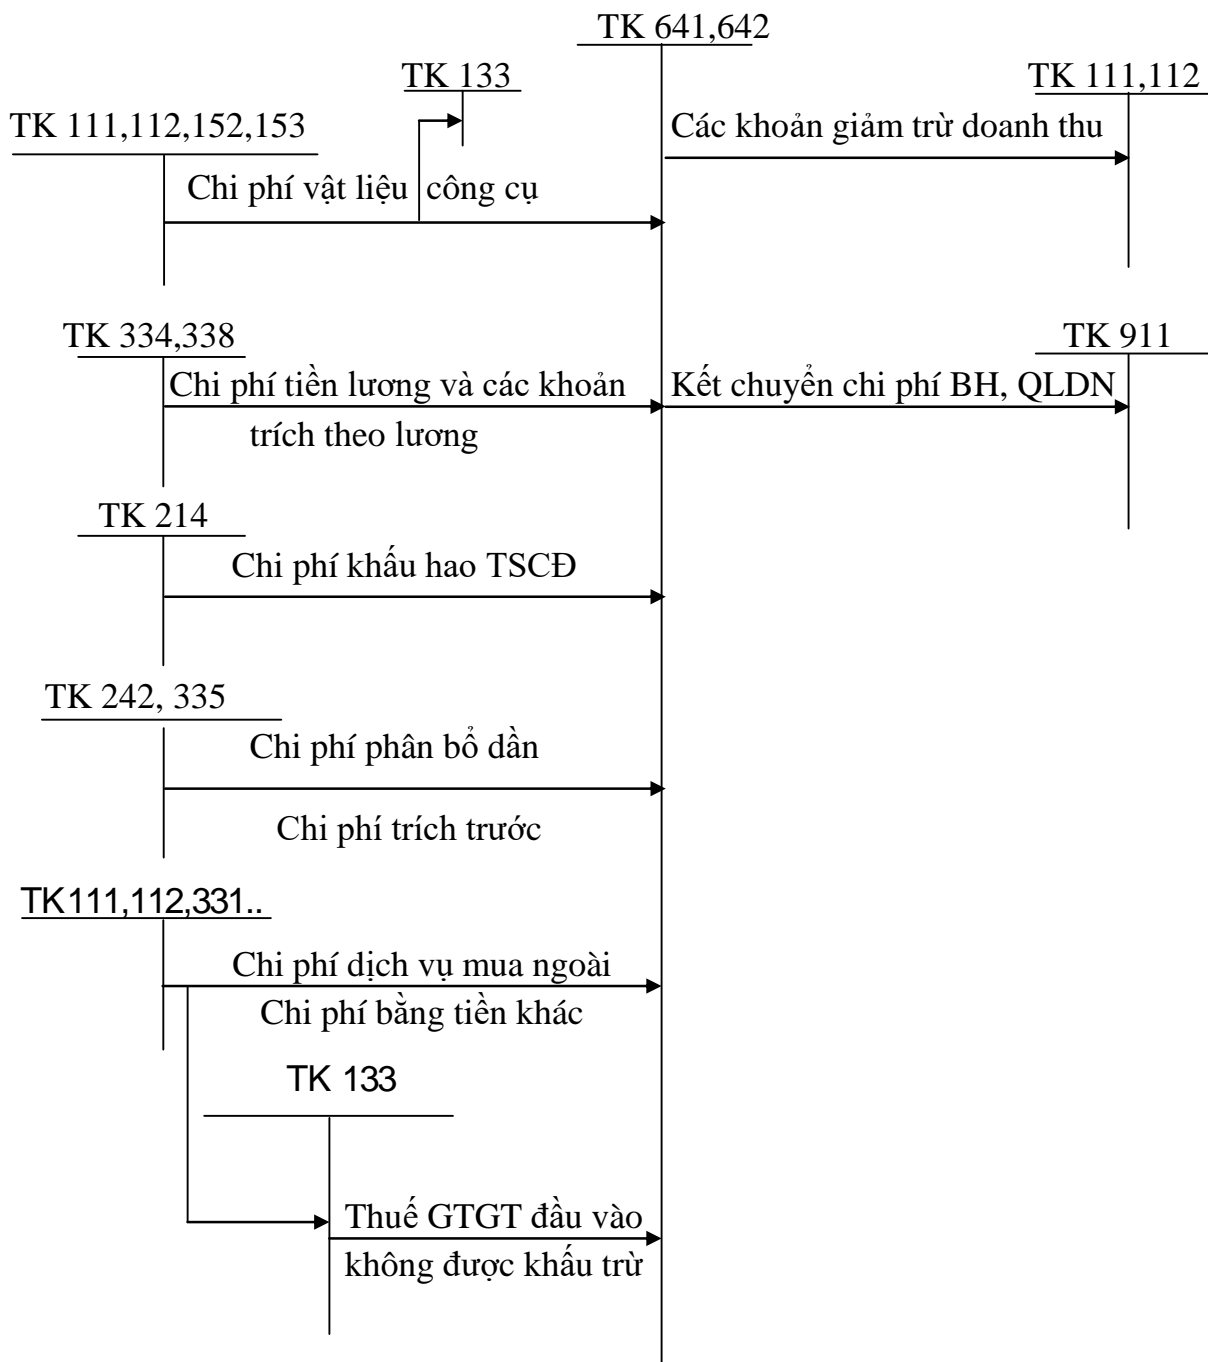 TK 641,642
TK 133
TK 111,112
TK 111,112,152,153
Các khoản giảm trừ doanh thu
Chi phí vật liệu công cụ
TK 334,338
TK 911
Chi phí tiền lương và các khoản
trích theo lương
Kết chuyển chi phí BH, QLDN
TK 214
Chi phí khấu hao TSCĐ
TK 242, 335
Chi phí phân bổ dần
Chi phí trích trước
TK111,112,331..
Chi phí dịch vụ mua ngoài
Chi phí bằng tiền khác
TK 133
Thuế GTGT đầu vào
không được khấu trừ